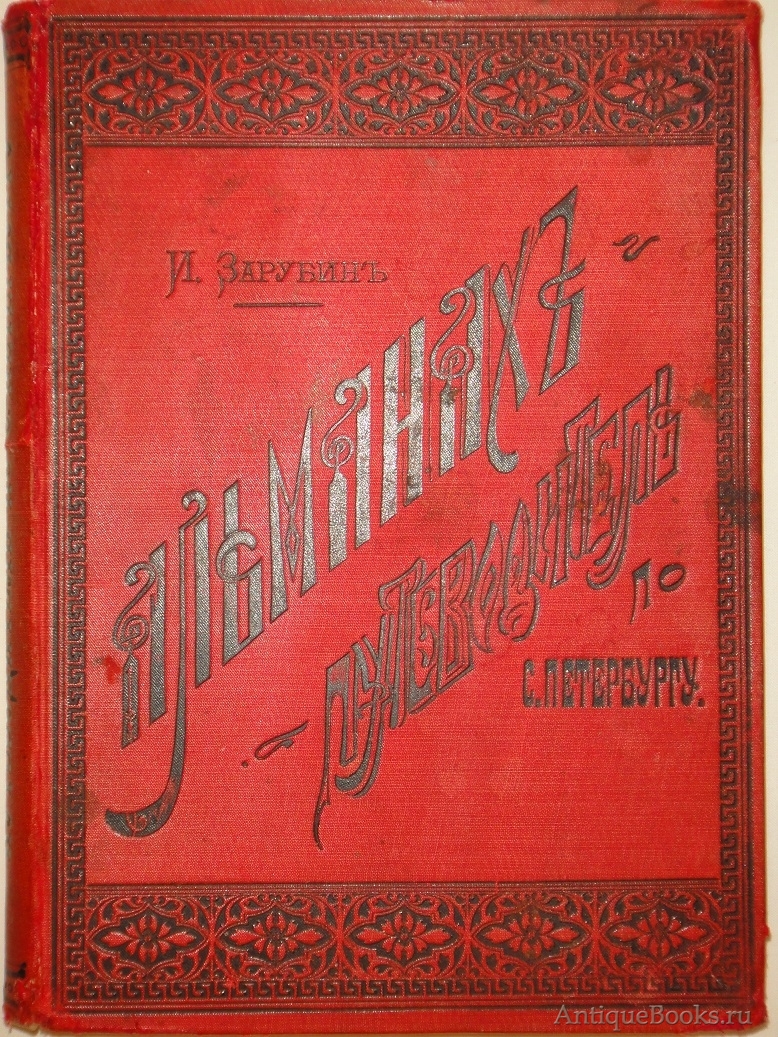 И. Зарубинъ
Альманахъ
путеводитель
по
С. Петербургу.
AntiqueBooks.ru